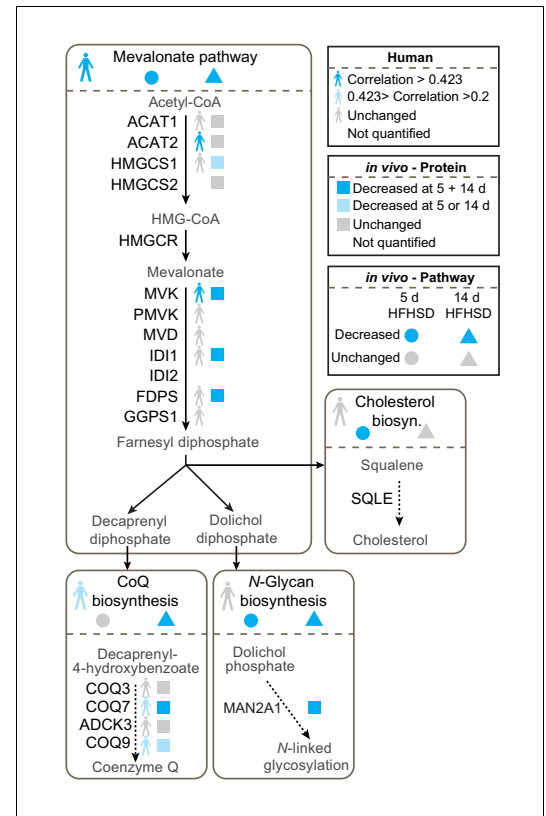 Mevalonate pathway
Acetyl-CoA
ACAT1
ACAT2
HMGCS1
HMGCS2
HMG-CoA
HMGCR
Mevalonate
MVK
PMVK
MVD
IDI1
IDI2
FDPS
GGPS1
Farnesyl diphosphate
Decaprenyl
diphosphate
Dolichol
diphosphate
Human
Correlation > 0.423
0.423> Correlation >0.2
Unchanged
Not quantified
in vivo - Protein
Decreased at 5 + 14 d
Decreased at 5 or 14 d
Unchanged
Not quantified
in vivo - Pathway
5 d
HFHSD
14 d
HFHSD
Decreased
Unchanged
Cholesterol
biosyn.
Squalene
SQLE
Cholesterol
CoQ
biosynthesis
Decaprenyl-
4-hydroxybenzoate
COQ3
COQ7
ADCK3
COQ9
Coenzyme Q
N-Glycan
biosynthesis
Dolichol
phosphate
MAN2A1
N-linked
glycosylation